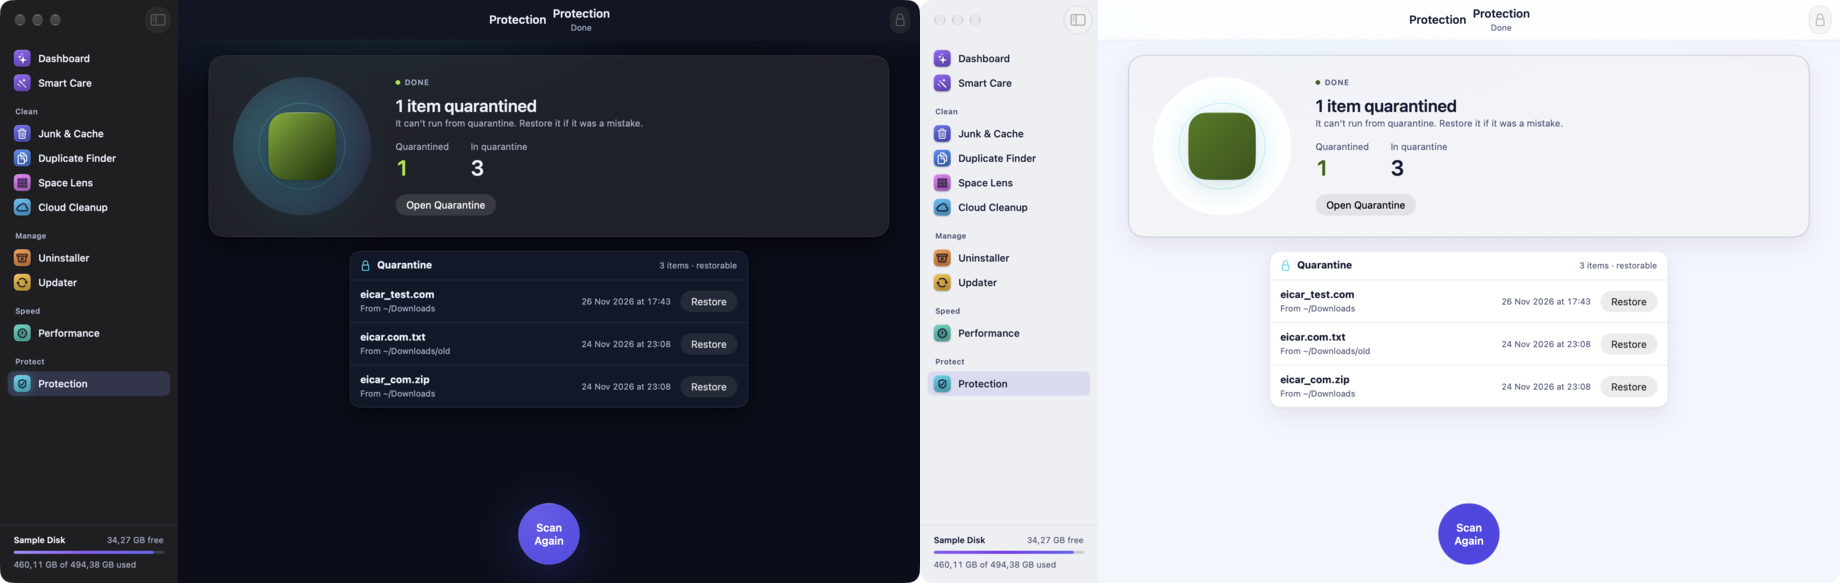 Protection
Protection
Done
Dashboard
Smart Care
Clean
Junk & Cache
Duplicate Finder
Space Lens
Cloud Cleanup
Manage
Uninstaller
Updater
Speed
Performance
Protect
Protection
Sample Disk 34,27 GB free
460,11 GB of 494,38 GB used
DONE
1 item quarantined
It can't run from quarantine. Restore it if it was a mistake.
Quarantined In quarantine
1 3
Open Quarantine
Quarantine 3 items · restorable
eicar_test.com
From ~/Downloads
26 Nov 2026 at 17:43 Restore
eicar.com.txt
From ~/Downloads/old
24 Nov 2026 at 23:08 Restore
eicar_com.zip
From ~/Downloads
24 Nov 2026 at 23:08 Restore
Scan
Again
Protection
Protection
Done
Dashboard
Smart Care
Clean
Junk & Cache
Duplicate Finder
Space Lens
Cloud Cleanup
Manage
Uninstaller
Updater
Speed
Performance
Protect
Protection
Sample Disk 34,27 GB free
460,11 GB of 494,38 GB used
DONE
1 item quarantined
It can't run from quarantine. Restore it if it was a mistake.
Quarantined In quarantine
1 3
Open Quarantine
Quarantine 3 items · restorable
eicar_test.com
From ~/Downloads
26 Nov 2026 at 17:43 Restore
eicar.com.txt
From ~/Downloads/old
24 Nov 2026 at 23:08 Restore
eicar_com.zip
From ~/Downloads
24 Nov 2026 at 23:08 Restore
Scan
Again